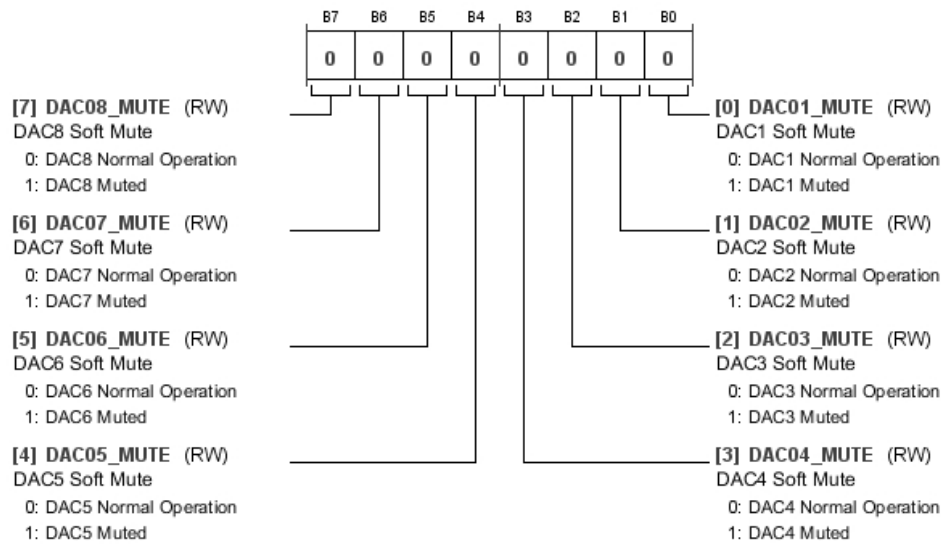 B7 B6 B5 B4 B3 B2 B1 B0
0 0 0 0 0 0 0 0
[7] DAC08_MUTE (RW)
DAC8 Soft Mute
0: DAC8 Normal Operation
1: DAC8 Muted
[6] DAC07_MUTE (RW)
DAC7 Soft Mute
0: DAC7 Normal Operation
1: DAC7 Muted
[5] DAC06_MUTE (RW)
DAC6 Soft Mute
0: DAC6 Normal Operation
1: DAC6 Muted
[4] DAC05_MUTE (RW)
DAC5 Soft Mute
0: DAC5 Normal Operation
1: DAC5 Muted
[0] DAC01_MUTE (RW)
DAC1 Soft Mute
0: DAC1 Normal Operation
1: DAC1 Muted
[1] DAC02_MUTE (RW)
DAC2 Soft Mute
0: DAC2 Normal Operation
1: DAC2 Muted
[2] DAC03_MUTE (RW)
DAC3 Soft Mute
0: DAC3 Normal Operation
1: DAC3 Muted
[3] DAC04_MUTE (RW)
DAC4 Soft Mute
0: DAC4 Normal Operation
1: DAC4 Muted